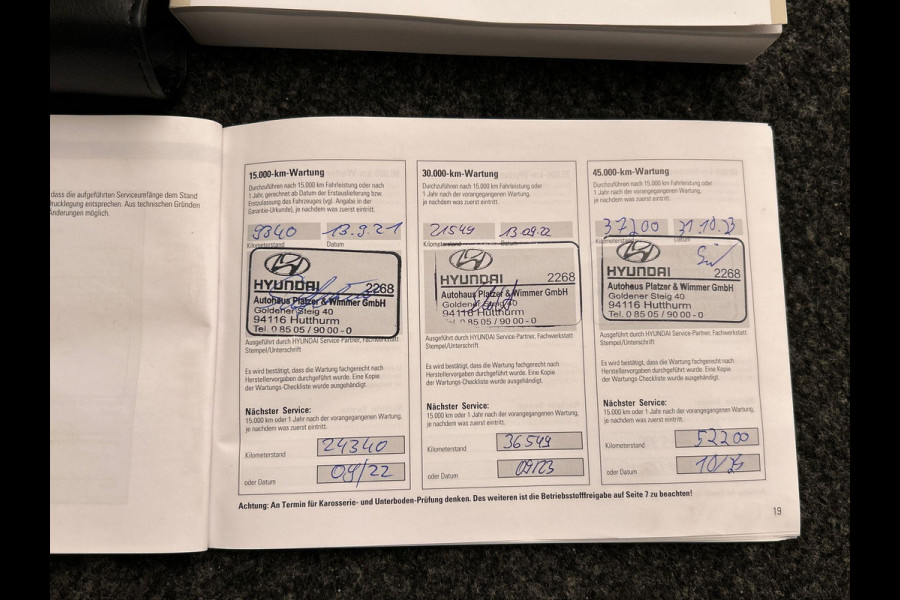 dass die aufgeführten Serviceumfänge dem Stand
rucklegung entsprechen. Aus technischen Gründen
Änderungen möglich.
15.000-km-Wartung
Durchzuführen nach 15.000 km Fahrleistung oder nach
1 Jahr, gerechnet ab Datum der Erstauslieferung bzw.
Erstzulassung des Fahrzeuges (vgl. Angabe in der
Garantie-Urkunde), je nachdem was zuerst eintritt.
9340 13.9.21
Kilometerstand Datum
HYUNDAI 2268
Autohaus Platzer & Wimmer GmbH
Goldener Steig 40
94116 Hutthurm
Tel. 0 85 05 / 90 00 - 0
Ausgeführt durch HYUNDAI Service-Partner, Fachwerkstatt
Stempel/Unterschrift
Es wird bestätigt, dass die Wartung fachgerecht nach
Herstellervorgaben durchgeführt wurde. Eine Kopie
der Wartungs-Checkliste wurde ausgehändigt.
Nächster Service:
15.000 km oder 1 Jahr nach der vorangegangenen Wartung,
je nachdem was zuerst eintritt.
Kilometerstand 24340
oder Datum 09/22
30.000-km-Wartung
Durchzuführen nach 15.000 km Fahrleistung oder
1 Jahr nach der vorangegangenen Wartung,
je nachdem was zuerst eintritt.
21549 13.09.22
Kilometerstand Datum
HYUNDAI 2268
Autohaus Platzer & Wimmer GmbH
Goldener Steig 40
94116 Hutthurm
Tel. 0 85 05 / 90 00 - 0
Ausgeführt durch HYUNDAI Service-Partner, Fachwerkstatt
Stempel/Unterschrift
Es wird bestätigt, dass die Wartung fachgerecht nach
Herstellervorgaben durchgeführt wurde. Eine Kopie
der Wartungs-Checkliste wurde ausgehändigt.
Nächster Service:
15.000 km oder 1 Jahr nach der vorangegangenen Wartung,
je nachdem was zuerst eintritt.
Kilometerstand 36549
oder Datum 09/23
45.000-km-Wartung
Durchzuführen nach 15.000 km Fahrleistung oder
1 Jahr nach der vorangegangenen Wartung,
je nachdem was zuerst eintritt.
37200 31.10.23
Kilometerstand Datum
HYUNDAI 2268
Autohaus Platzer & Wimmer GmbH
Goldener Steig 40
94116 Hutthurm
Tel. 0 85 05 / 90 00 - 0
Ausgeführt durch HYUNDAI Service-Partner, Fachwerkstatt
Stempel/Unterschrift
Es wird bestätigt, dass die Wartung fachgerecht nach
Herstellervorgaben durchgeführt wurde. Eine Kopie
der Wartungs-Checkliste wurde ausgehändigt.
Nächster Service:
15.000 km oder 1 Jahr nach der vorangegangenen Wartung,
je nachdem was zuerst eintritt.
Kilometerstand 52200
oder Datum
Achtung: An Termin für Karosserie- und Unterboden-Prüfung denken. Des weiteren ist die Betriebsstofffreigabe auf Seite 7 zu beachten!
19